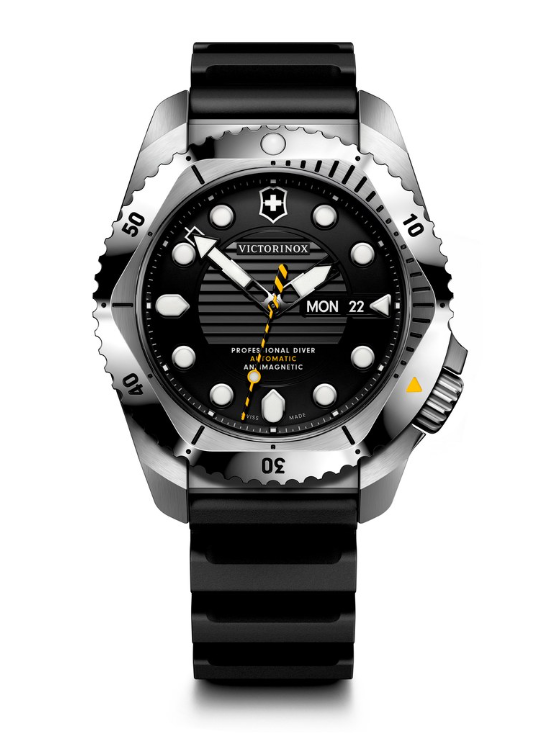 50
10
VICTORINOX
MON 22
PROFESSIONAL DIVER
AUTOMATIC
ANTIMAGNETIC
SWISS MADE
40
30